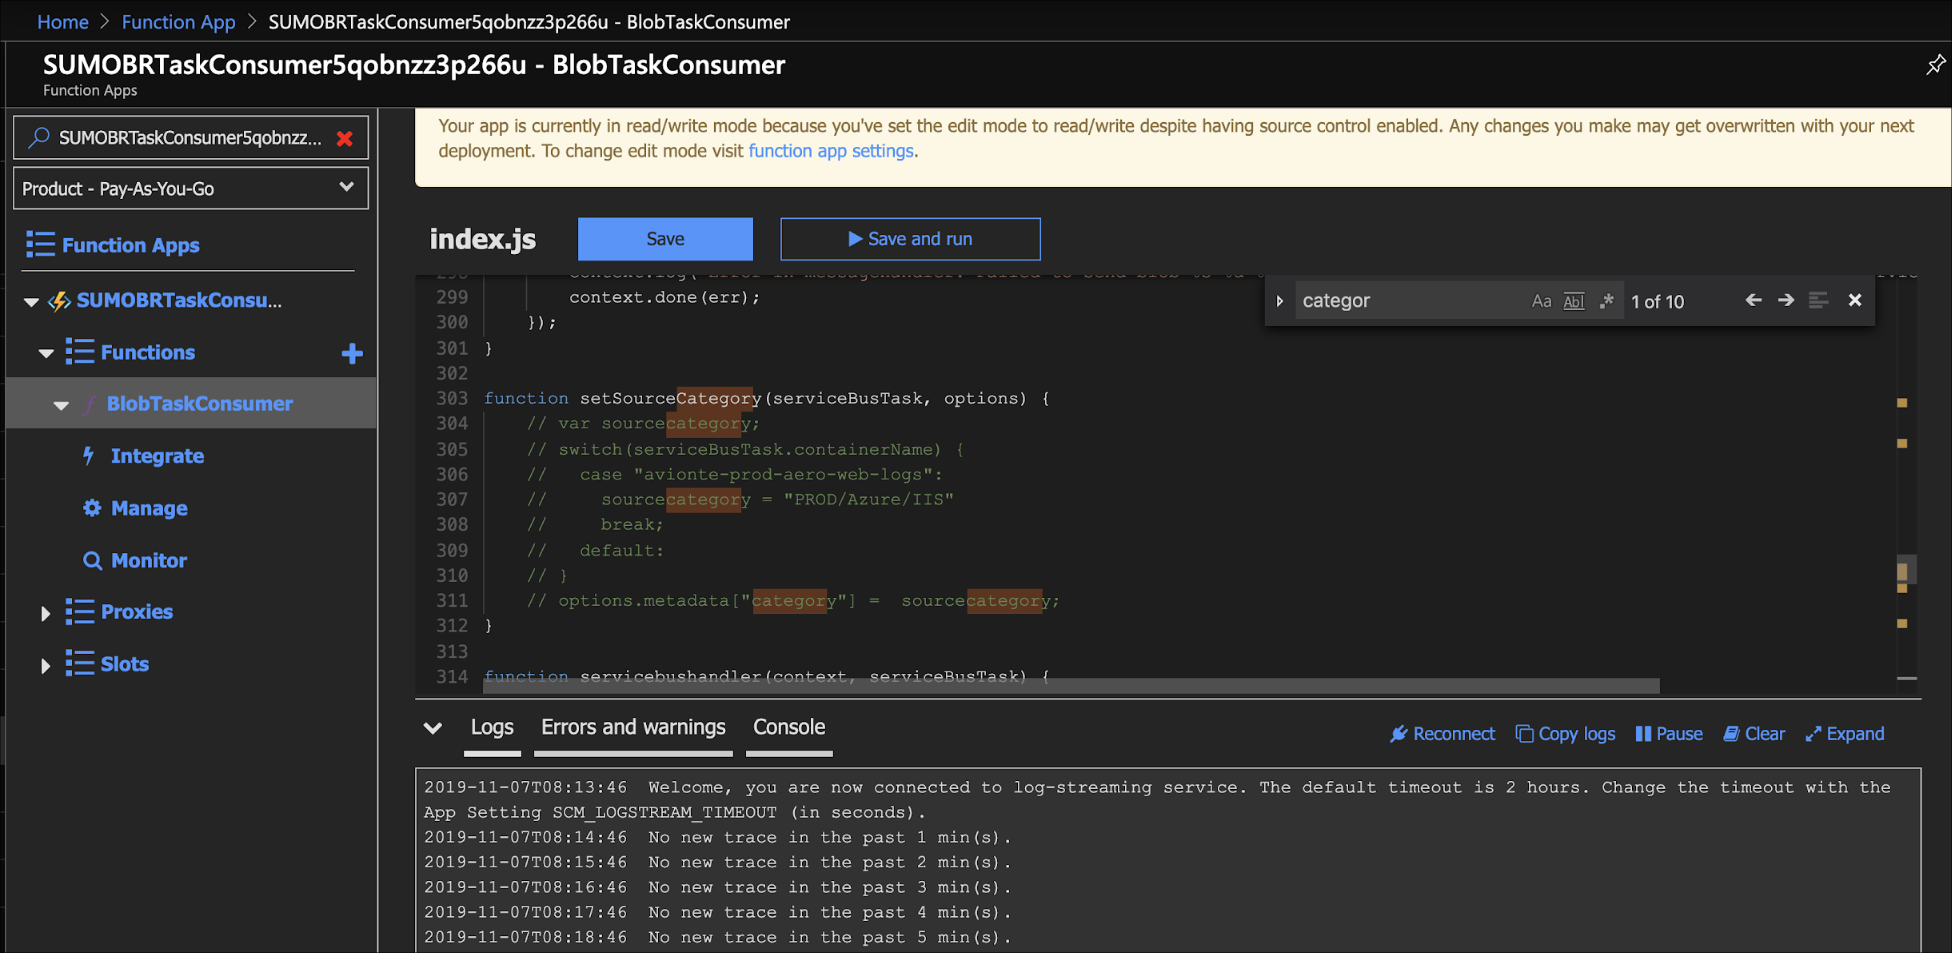 Home > Function App > SUMOBRTaskConsumer5qobnzz3p266u - BlobTaskConsumer
SUMOBRTaskConsumer5qobnzz3p266u - BlobTaskConsumer
Function Apps
SUMOBRTaskConsumer5qobnzz...
Product - Pay-As-You-Go
Function Apps
SUMOBRTaskConsu...
Functions
BlobTaskConsumer
Integrate
Manage
Monitor
Proxies
Slots
Your app is currently in read/write mode because you've set the edit mode to read/write despite having source control enabled. Any changes you make may get overwritten with your next
deployment. To change edit mode visit function app settings.
index.js
Save
Save and run
categor
Aa
Abl
.*
1 of 10
299 context.done(err);
300 });
301 }
302
303 function setSourceCategory(serviceBusTask, options) {
304 // var sourcecategory;
305 // switch(serviceBusTask.containerName) {
306 // case "avionte-prod-aero-web-logs":
307 // sourcecategory = "PROD/Azure/IIS"
308 // break;
309 // default:
310 // }
311 // options.metadata["category"] = sourcecategory;
312 }
313
314 function servicebushandler(context, serviceBusTask) {
Logs
Errors and warnings
Console
Reconnect
Copy logs
Pause
Clear
Expand
2019-11-07T08:13:46 Welcome, you are now connected to log-streaming service. The default timeout is 2 hours. Change the timeout with the
App Setting SCM_LOGSTREAM_TIMEOUT (in seconds).
2019-11-07T08:14:46 No new trace in the past 1 min(s).
2019-11-07T08:15:46 No new trace in the past 2 min(s).
2019-11-07T08:16:46 No new trace in the past 3 min(s).
2019-11-07T08:17:46 No new trace in the past 4 min(s).
2019-11-07T08:18:46 No new trace in the past 5 min(s).